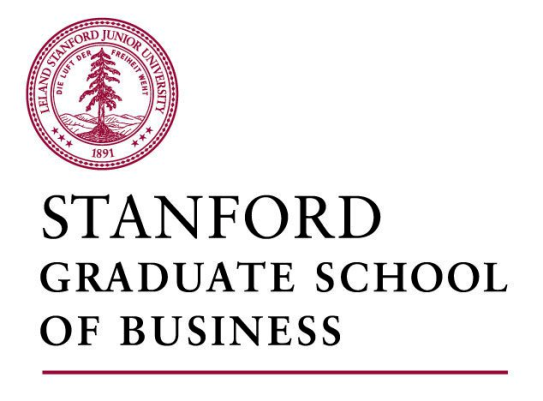 LELAND STANFORD JUNIOR UNIVERSITY
DIE LUFT DER FREIHEIT WEHT
1891
STANFORD
GRADUATE SCHOOL
OF BUSINESS